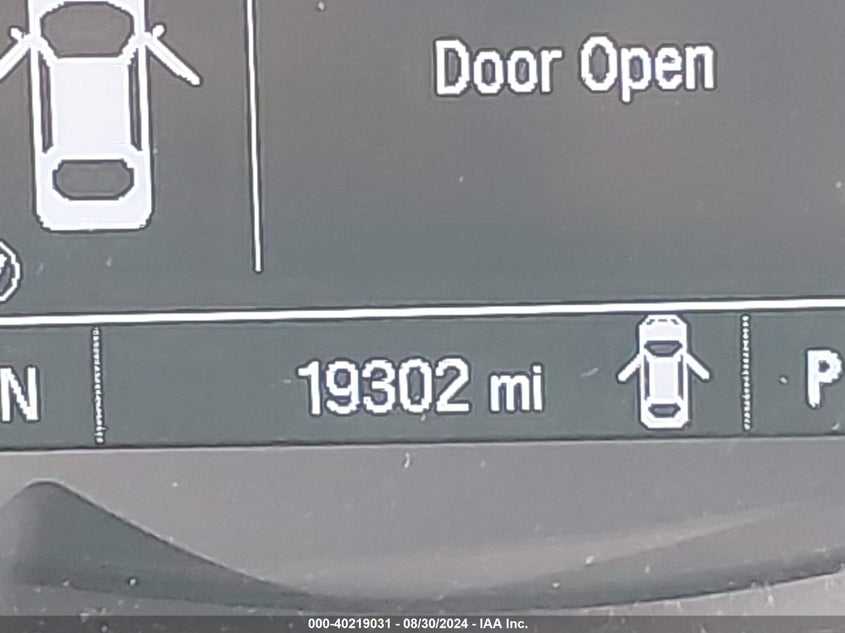 Door Open
N
19302 mi
P
000-40219031 - 08/30/2024 - IAA Inc.